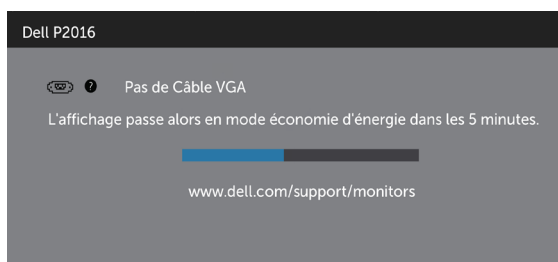 Dell P2016
? Pas de Câble VGA
L'affichage passe alors en mode économie d'énergie dans les 5 minutes.
www.dell.com/support/monitors